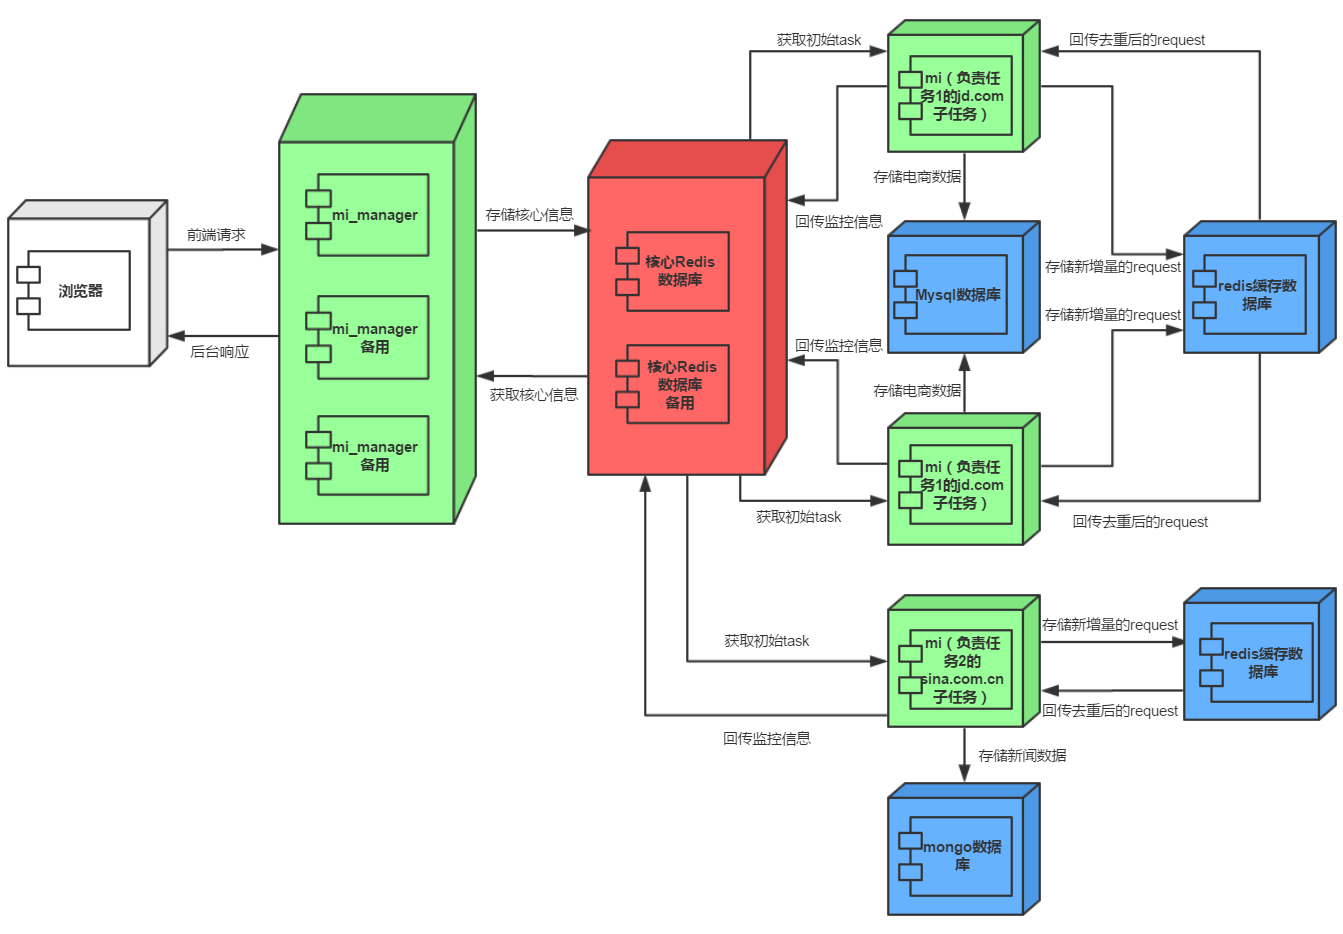 浏览器
前端请求
后台响应
mi_manager
mi_manager
备用
mi_manager
备用
存储核心信息
获取核心信息
核心Redis
数据库
核心Redis
数据库
备用
获取初始task
回传监控信息
回传监控信息
获取初始task
获取初始task
回传监控信息
mi（负责任
务1的jd.com
子任务）
存储电商数据
Mysql数据库
存储电商数据
mi（负责任
务1的jd.com
子任务）
回传去重后的request
存储新增量的request
存储新增量的request
回传去重后的request
redis缓存数
据库
mi（负责任
务2的
sina.com.cn
子任务）
存储新增量的request
回传去重后的request
redis缓存数
据库
存储新闻数据
mongo数据
库